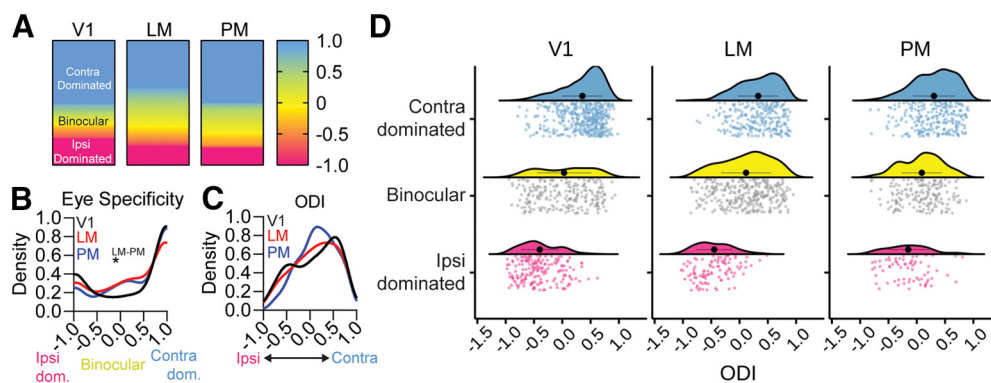 A
V1 LM PM
Contra
Dominated
Binocular
Ipsi
Dominated
1.0
0.5
0
-0.5
-1.0
B
Eye Specificity
V1
LM
PM
LM-PM
*
Density
1.0
0.8
0.6
0.4
0.2
0.0
-1.0 -0.5 0.0 0.5 1.0
Ipsi
dom.
Binocular
Contra
dom.
C
ODI
V1
LM
PM
Density
1.0
0.8
0.6
0.4
0.2
0.0
-1.0 -0.5 0.0 0.5 1.0
Ipsi Contra
D
V1 LM PM
Contra
dominated
Binocular
Ipsi
dominated
-1.5 -1.0 -0.5 0.0 0.5 1.0 -1.5 -1.0 -0.5 0.0 0.5 1.0 -1.5 -1.0 -0.5 0.0 0.5 1.0
ODI